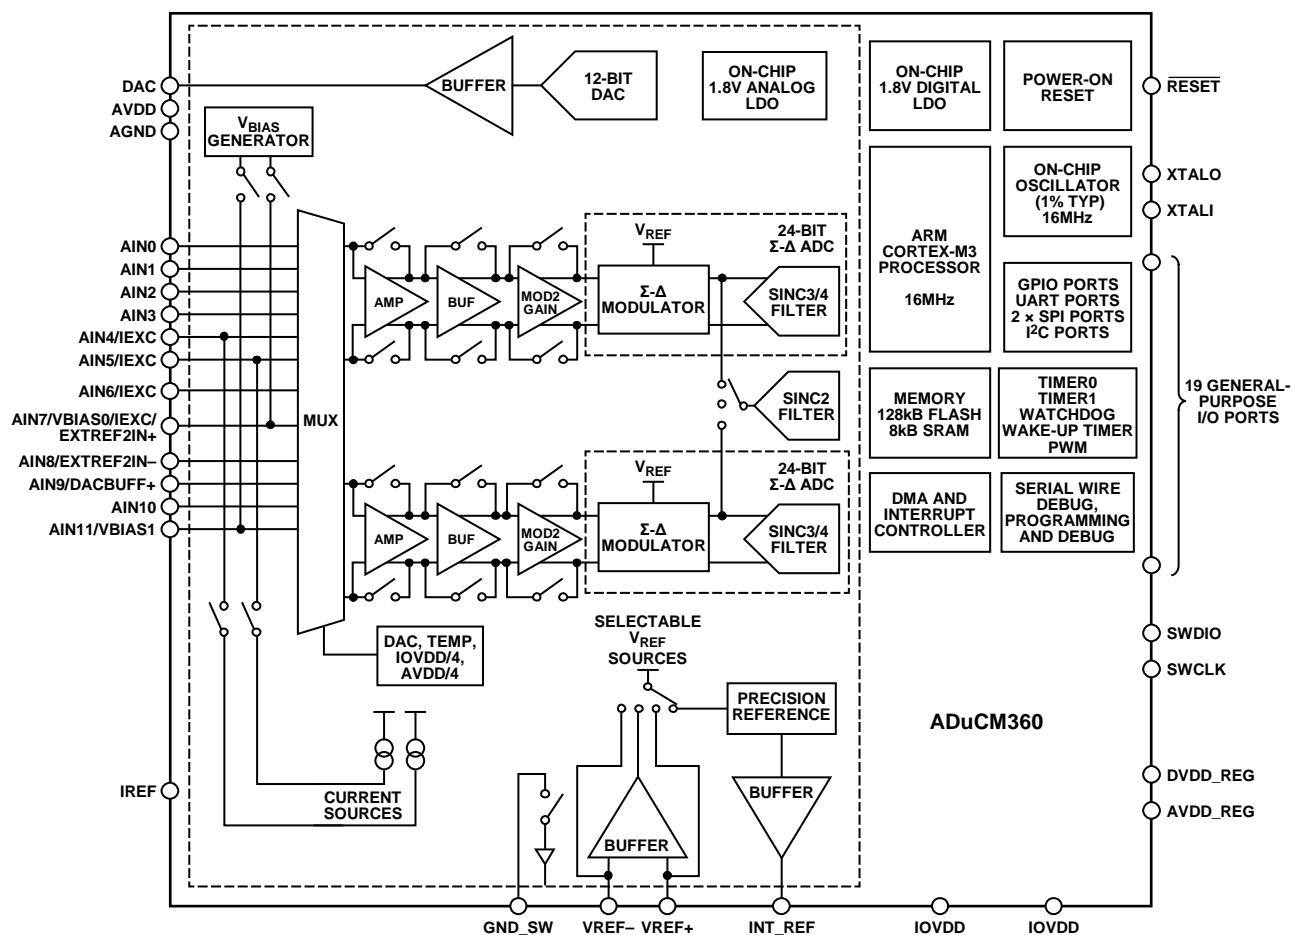 DAC
AVDD
AGND
BUFFER
12-BIT
DAC
ON-CHIP
1.8V ANALOG
LDO
ON-CHIP
1.8V DIGITAL
LDO
POWER-ON
RESET
RESET
VBIAS
GENERATOR
XTALO
XTALI
ON-CHIP
OSCILLATOR
(1% TYP)
16MHz
ARM
CORTEX-M3
PROCESSOR
16MHz
AIN0
AIN1
AIN2
AIN3
AIN4/IEXC
AIN5/IEXC
AIN6/IEXC
AIN7/VBIAS0/IEXC/
EXTREF2IN+
AIN8/EXTREF2IN–
AIN9/DACBUFF+
AIN10
AIN11/VBIAS1
MUX
AMP
BUF
MOD2
GAIN
VREF
24-BIT
Σ-Δ ADC
Σ-Δ
MODULATOR
SINC3/4
FILTER
GPIO PORTS
UART PORTS
2 × SPI PORTS
I2C PORTS
SINC2
FILTER
MEMORY
128kB FLASH
8kB SRAM
TIMER0
TIMER1
WATCHDOG
WAKE-UP TIMER
PWM
19 GENERAL-
PURPOSE
I/O PORTS
AMP
BUF
MOD2
GAIN
VREF
24-BIT
Σ-Δ ADC
Σ-Δ
MODULATOR
SINC3/4
FILTER
DMA AND
INTERRUPT
CONTROLLER
SERIAL WIRE
DEBUG,
PROGRAMMING
AND DEBUG
DAC, TEMP,
IOVDD/4,
AVDD/4
SELECTABLE
VREF
SOURCES
SWDIO
SWCLK
PRECISION
REFERENCE
ADuCM360
IREF
CURRENT
SOURCES
BUFFER
BUFFER
DVDD_REG
AVDD_REG
GND_SW
VREF–
VREF+
INT_REF
IOVDD
IOVDD